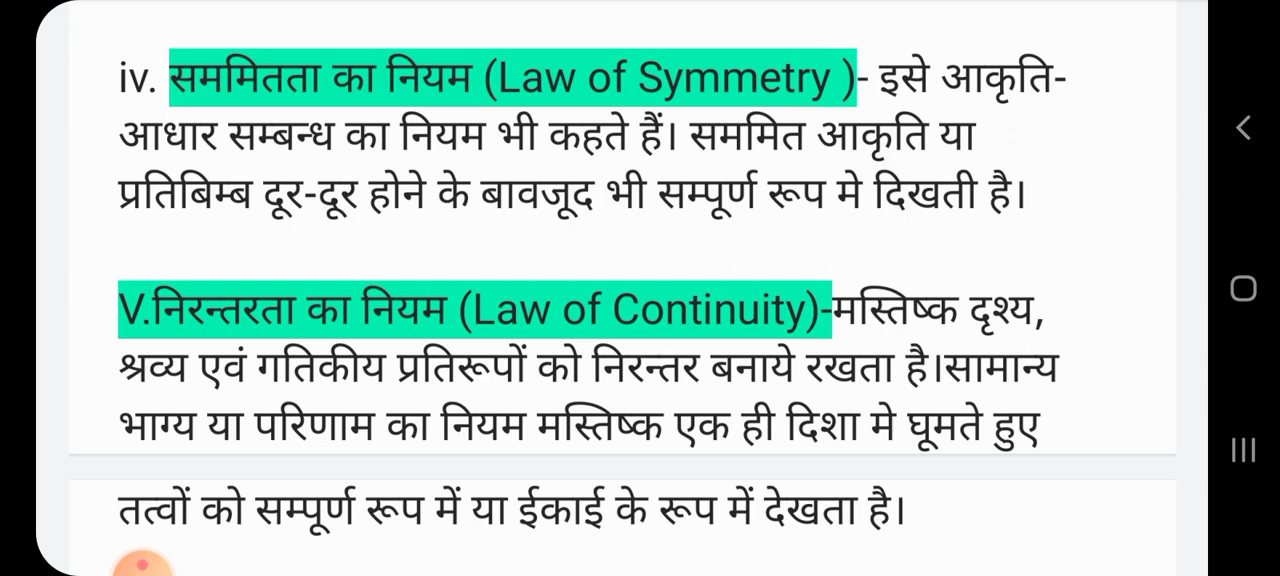 iv. सममितता का नियम (Law of Symmetry )- इसे आकृति-
आधार सम्बन्ध का नियम भी कहते हैं। सममित आकृति या
प्रतिबिम्ब दूर-दूर होने के बावजूद भी सम्पूर्ण रूप मे दिखती है।
V.निरन्तरता का नियम (Law of Continuity)-मस्तिष्क दृश्य,
श्रव्य एवं गतिकीय प्रतिरूपों को निरन्तर बनाये रखता है।सामान्य
भाग्य या परिणाम का नियम मस्तिष्क एक ही दिशा मे घूमते हुए
तत्वों को सम्पूर्ण रूप में या ईकाई के रूप में देखता है।